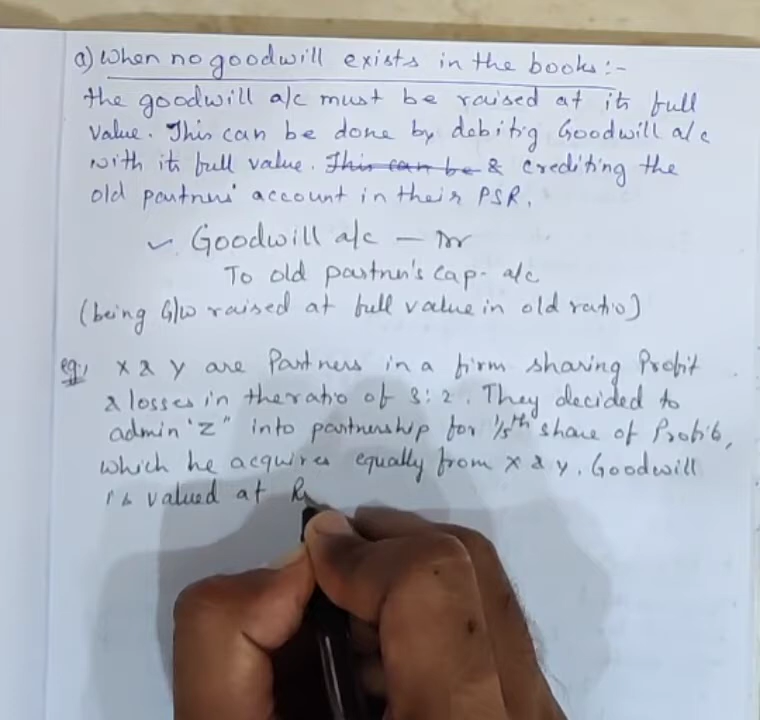 a) When no goodwill exists in the books :-
the goodwill a/c must be raised at its full
value. This can be done by debitig Goodwill a/c
with its full value. This can be & crediting the
old partners' account in their PSR.
✓ Goodwill a/c — Dr
To old partner's cap- a/c
(being G/w raised at full value in old ratio)
eg:) X & Y are Partners in a firm sharing Profit
& losses in the ratio of 3:2. They decided to
admin 'Z" into partnership for 1/5th share of Profits,
which he acquires equally from X & Y. Goodwill
is valued at